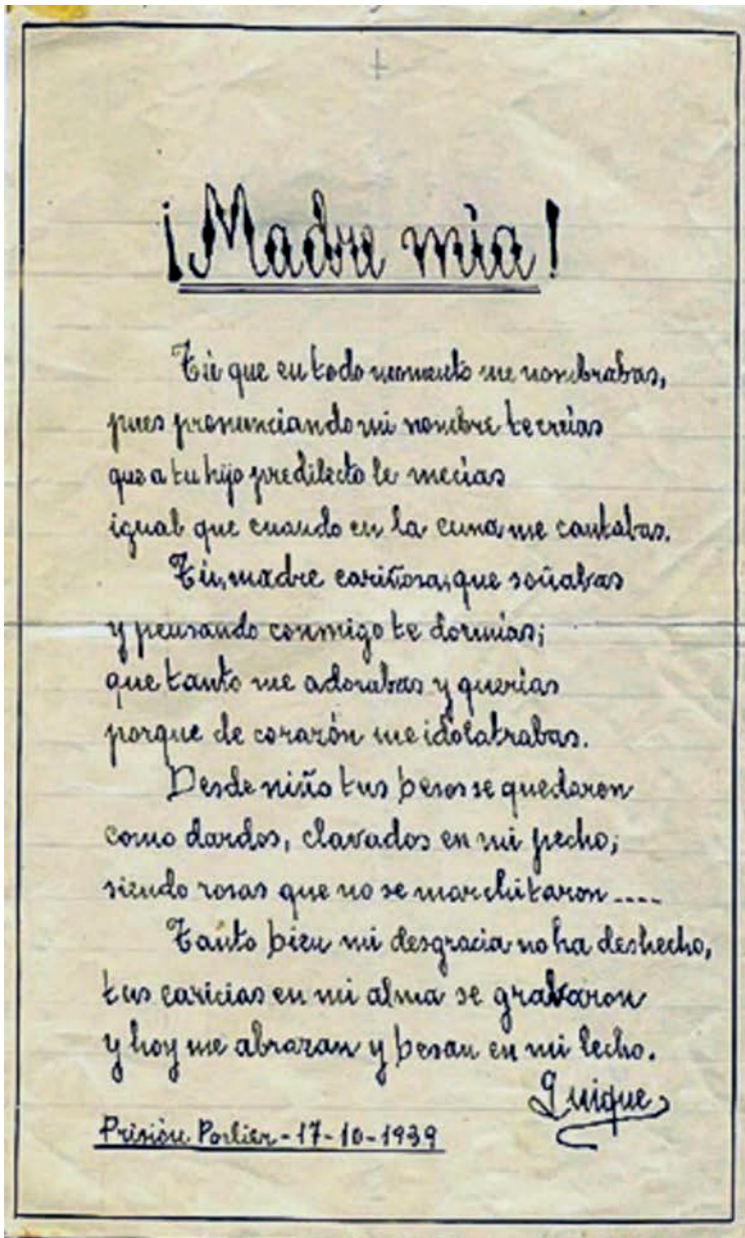 ¡Madre mía!
Tú que en todo momento me nombrabas,
pues pronunciando mi nombre te creías
que a tu hijo predilecto le mecías
igual que cuando en la cuna me cantabas.
Tú, madre cariñosa, que soñabas
y pensando conmigo te dormías;
que tanto me adorabas y querías
porque de corazón me idolatrabas.
Desde niño tus besos se quedaron
como dardos, clavados en mi pecho;
siendo rosas que no se marchitaron....
Tanto bien mi desgracia no ha deshecho,
tus caricias en mi alma se grabaron
y hoy me abrazan y besan en mi lecho.
Quique
Prisión Porlier-17-10-1939